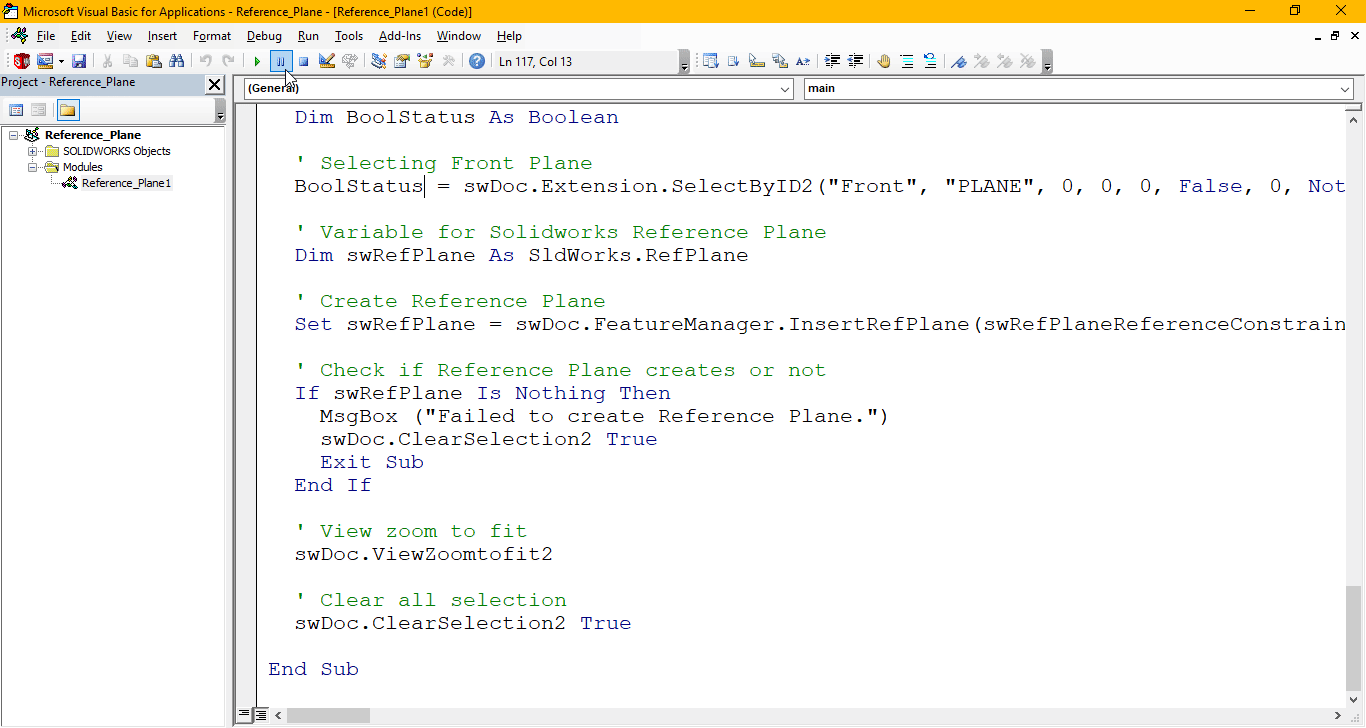 Microsoft Visual Basic for Applications - Reference_Plane - [Reference_Plane1 (Code)]
File Edit View Insert Format Debug Run Tools Add-Ins Window Help
Ln 117, Col 13
Project - Reference_Plane
(General) main
Reference_Plane
SOLIDWORKS Objects
Modules
Reference_Plane1
Dim BoolStatus As Boolean
' Selecting Front Plane
BoolStatus = swDoc.Extension.SelectByID2("Front", "PLANE", 0, 0, 0, False, 0, Not
' Variable for Solidworks Reference Plane
Dim swRefPlane As SldWorks.RefPlane
' Create Reference Plane
Set swRefPlane = swDoc.FeatureManager.InsertRefPlane(swRefPlaneReferenceConstrain
' Check if Reference Plane creates or not
If swRefPlane Is Nothing Then
MsgBox ("Failed to create Reference Plane.")
swDoc.ClearSelection2 True
Exit Sub
End If
' View zoom to fit
swDoc.ViewZoomtofit2
' Clear all selection
swDoc.ClearSelection2 True
End Sub